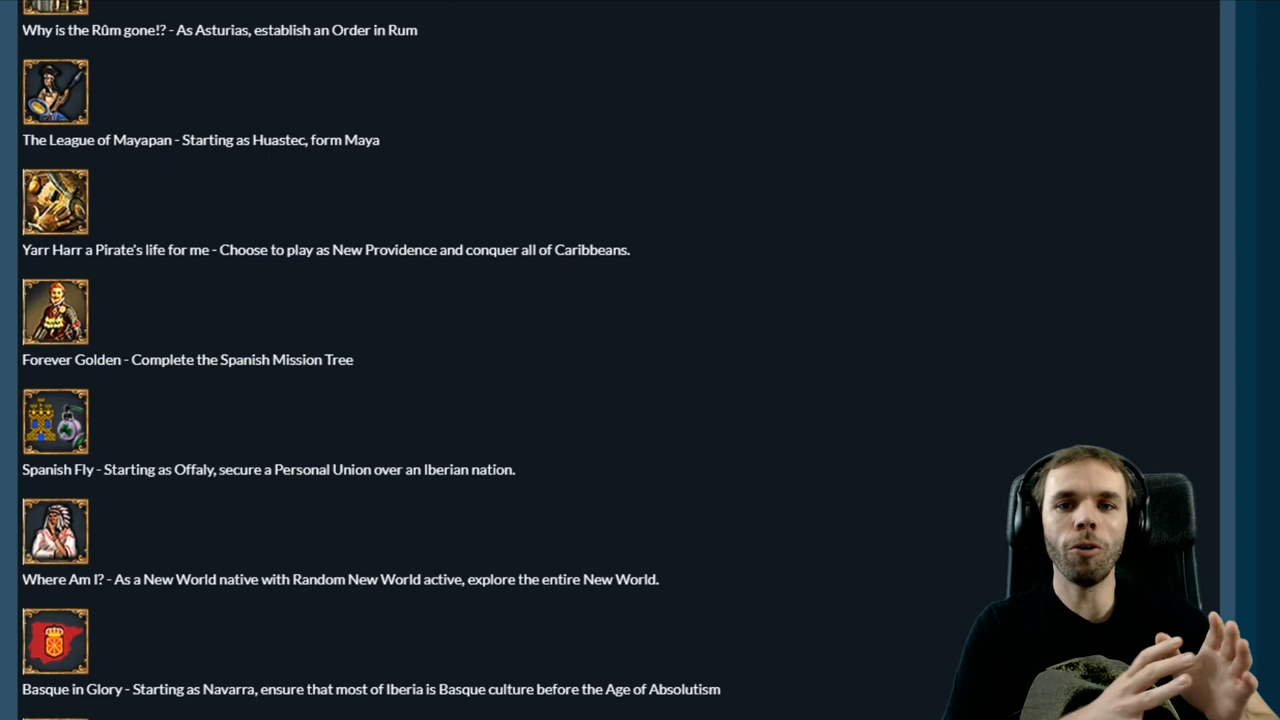 Why is the Rûm gone!? - As Asturias, establish an Order in Rum
The League of Mayapan - Starting as Huastec, form Maya
Yarr Harr a Pirate's life for me - Choose to play as New Providence and conquer all of Caribbeans.
Forever Golden - Complete the Spanish Mission Tree
Spanish Fly - Starting as Offaly, secure a Personal Union over an Iberian nation.
Where Am I? - As a New World native with Random New World active, explore the entire New World.
Basque in Glory - Starting as Navarra, ensure that most of Iberia is Basque culture before the Age of Absolutism